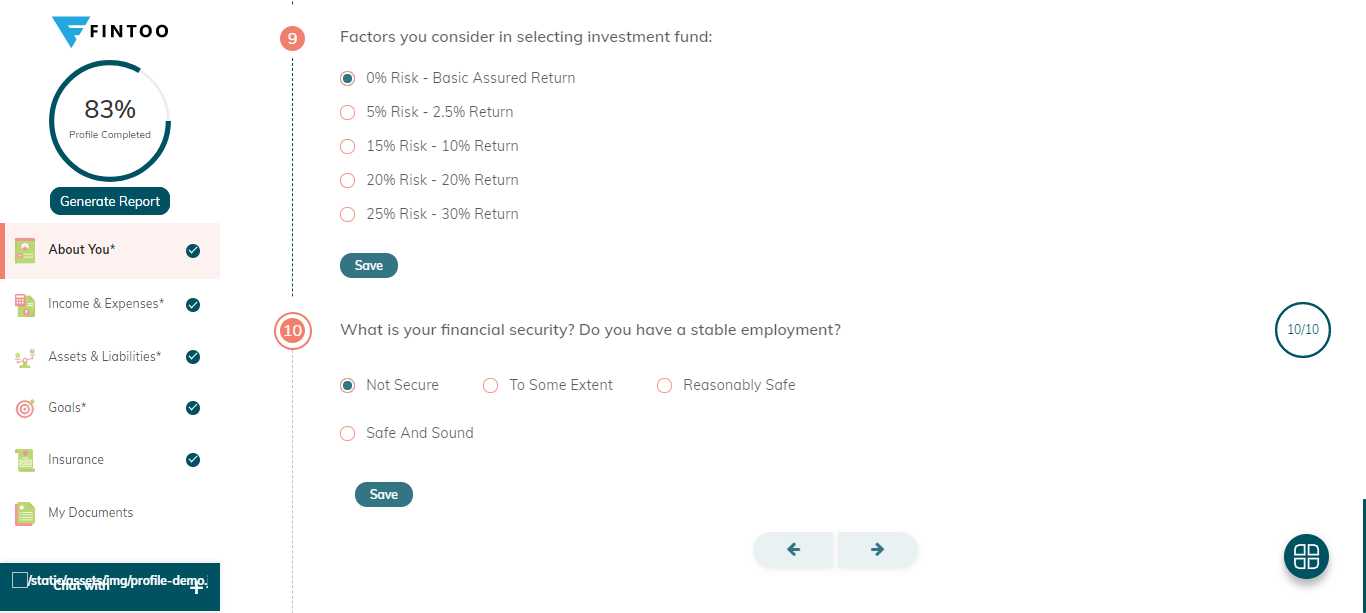 FINTOO
83%
Profile Completed
Generate Report
About You*
Income & Expenses*
Assets & Liabilities*
Goals*
Insurance
My Documents
/static/assets/img/profile-demo.
Chat with
+
9
Factors you consider in selecting investment fund:
0% Risk - Basic Assured Return
5% Risk - 2.5% Return
15% Risk - 10% Return
20% Risk - 20% Return
25% Risk - 30% Return
Save
10
What is your financial security? Do you have a stable employment?
Not Secure To Some Extent Reasonably Safe
Safe And Sound
Save
10/10